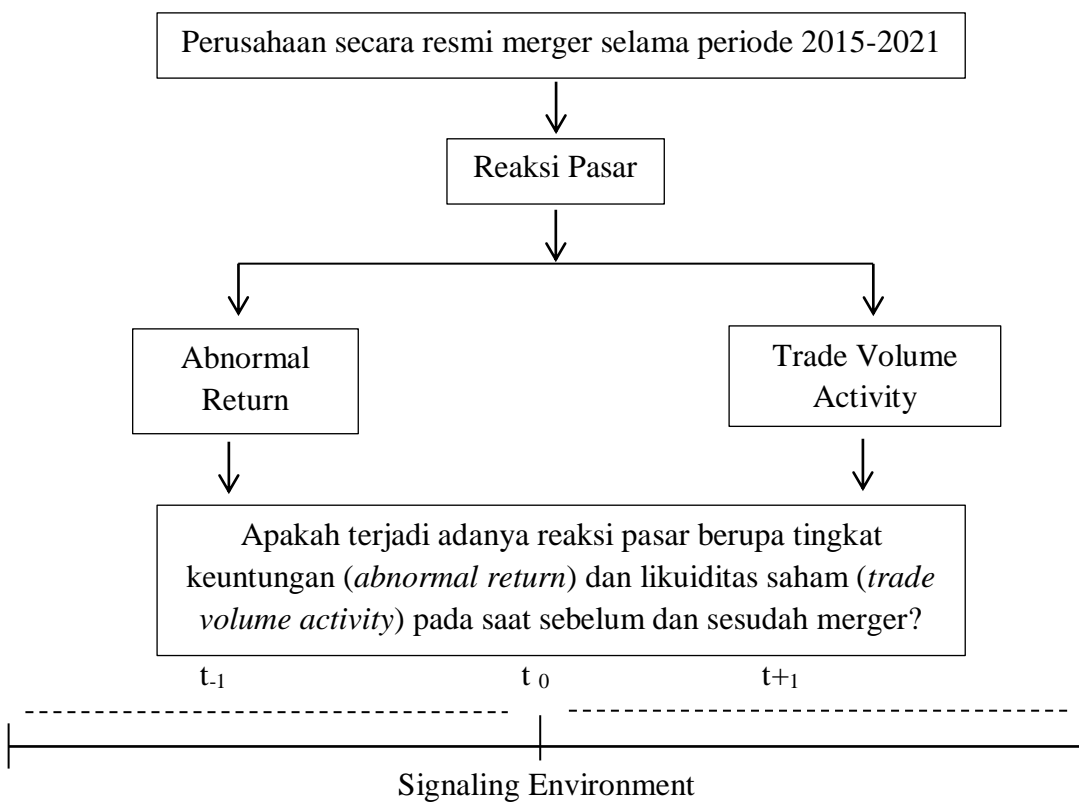 Perusahaan secara resmi merger selama periode 2015-2021
Reaksi Pasar
Abnormal
Return
Trade Volume
Activity
Apakah terjadi adanya reaksi pasar berupa tingkat
keuntungan (abnormal return) dan likuiditas saham (trade
volume activity) pada saat sebelum dan sesudah merger?
t-1 t 0 t+1
Signaling Environment